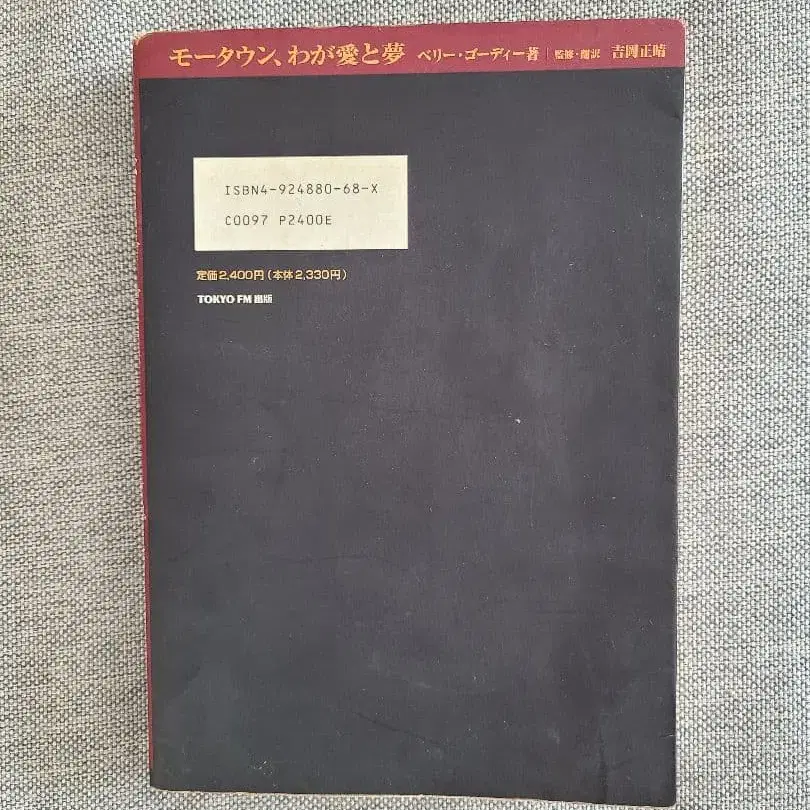 モータウン、わが愛と夢 ベリー・ゴーディー著 | 監修・翻訳 吉岡正晴
ISBN4-924880-68-X
C0097 P2400E
定価2,400円(本体2,330円)
TOKYO FM 出版